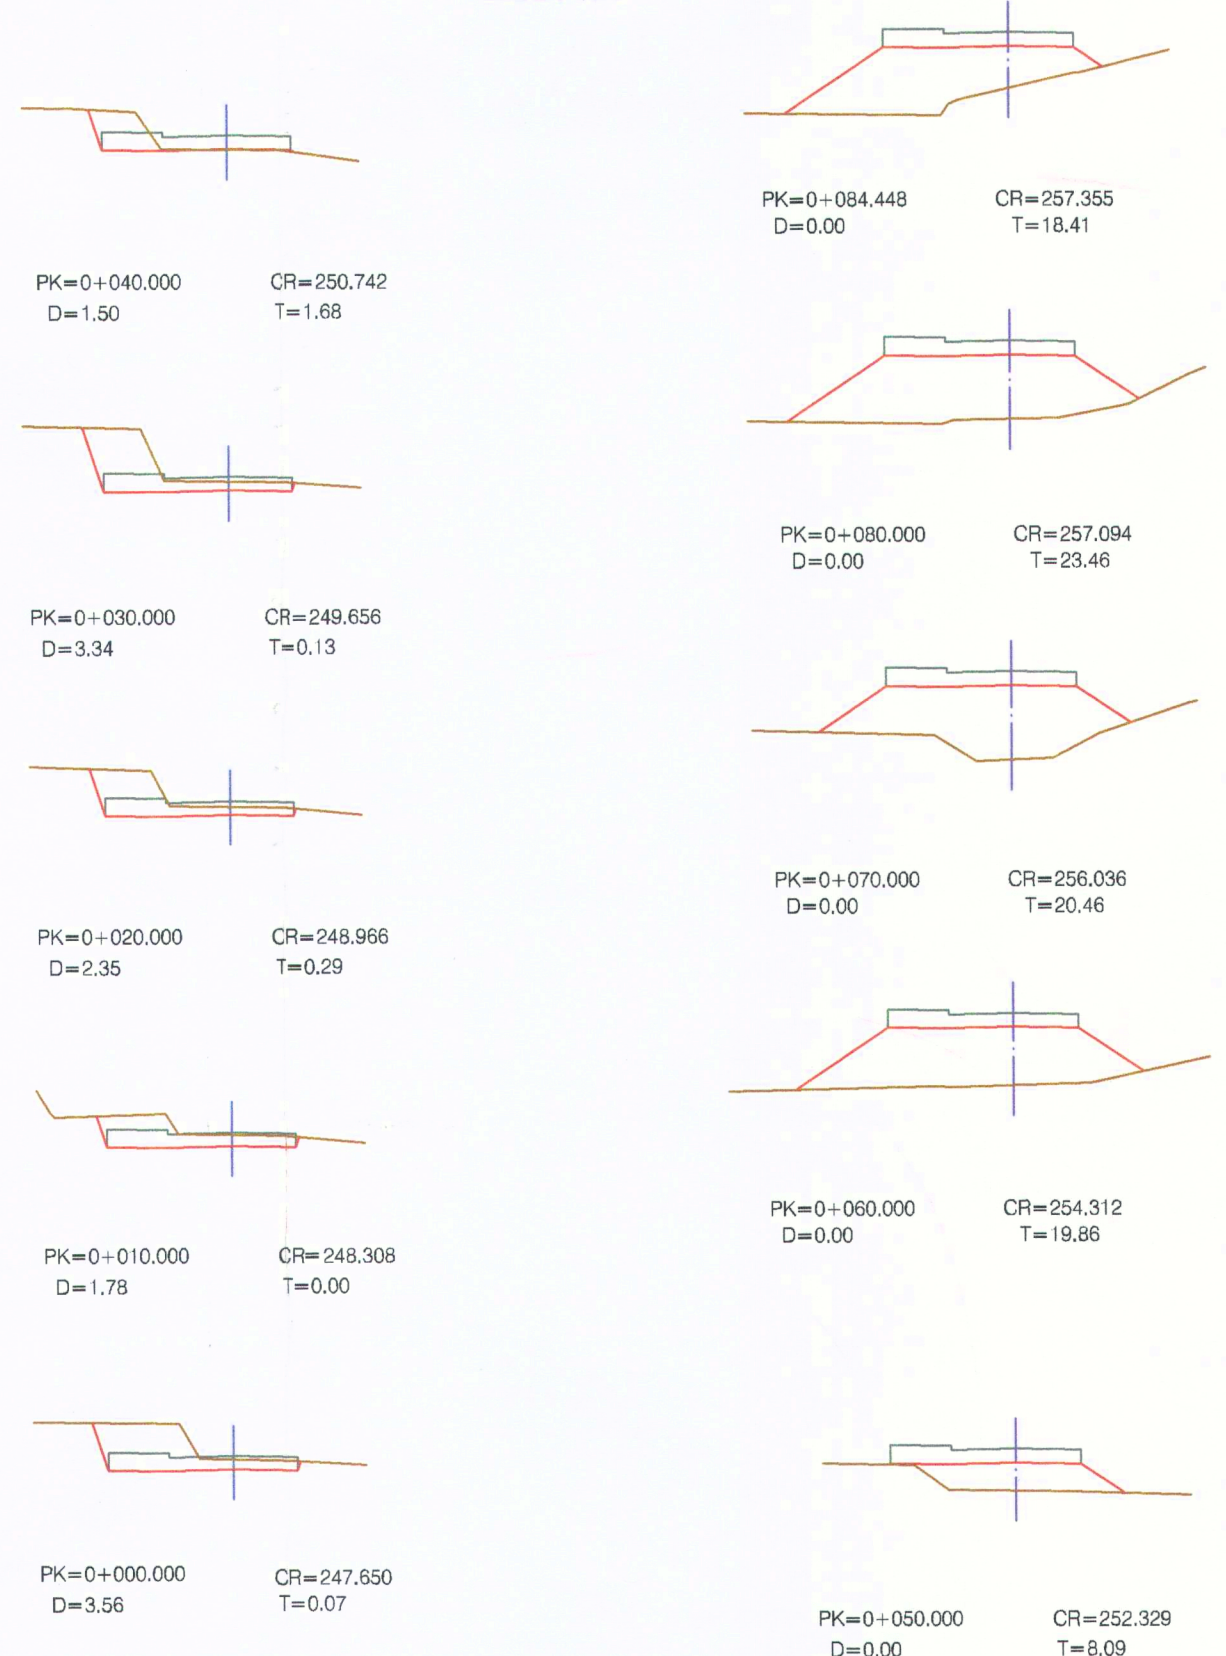 PK=0+040.000 CR=250.742
D=1.50 T=1.68
PK=0+030.000 CR=249.656
D=3.34 T=0.13
PK=0+020.000 CR=248.966
D=2.35 T=0.29
PK=0+010.000 CR=248.308
D=1.78 T=0.00
PK=0+000.000 CR=247.650
D=3.56 T=0.07
PK=0+084.448 CR=257.355
D=0.00 T=18.41
PK=0+080.000 CR=257.094
D=0.00 T=23.46
PK=0+070.000 CR=256.036
D=0.00 T=20.46
PK=0+060.000 CR=254.312
D=0.00 T=19.86
PK=0+050.000 CR=252.329
D=0.00 T=8.09